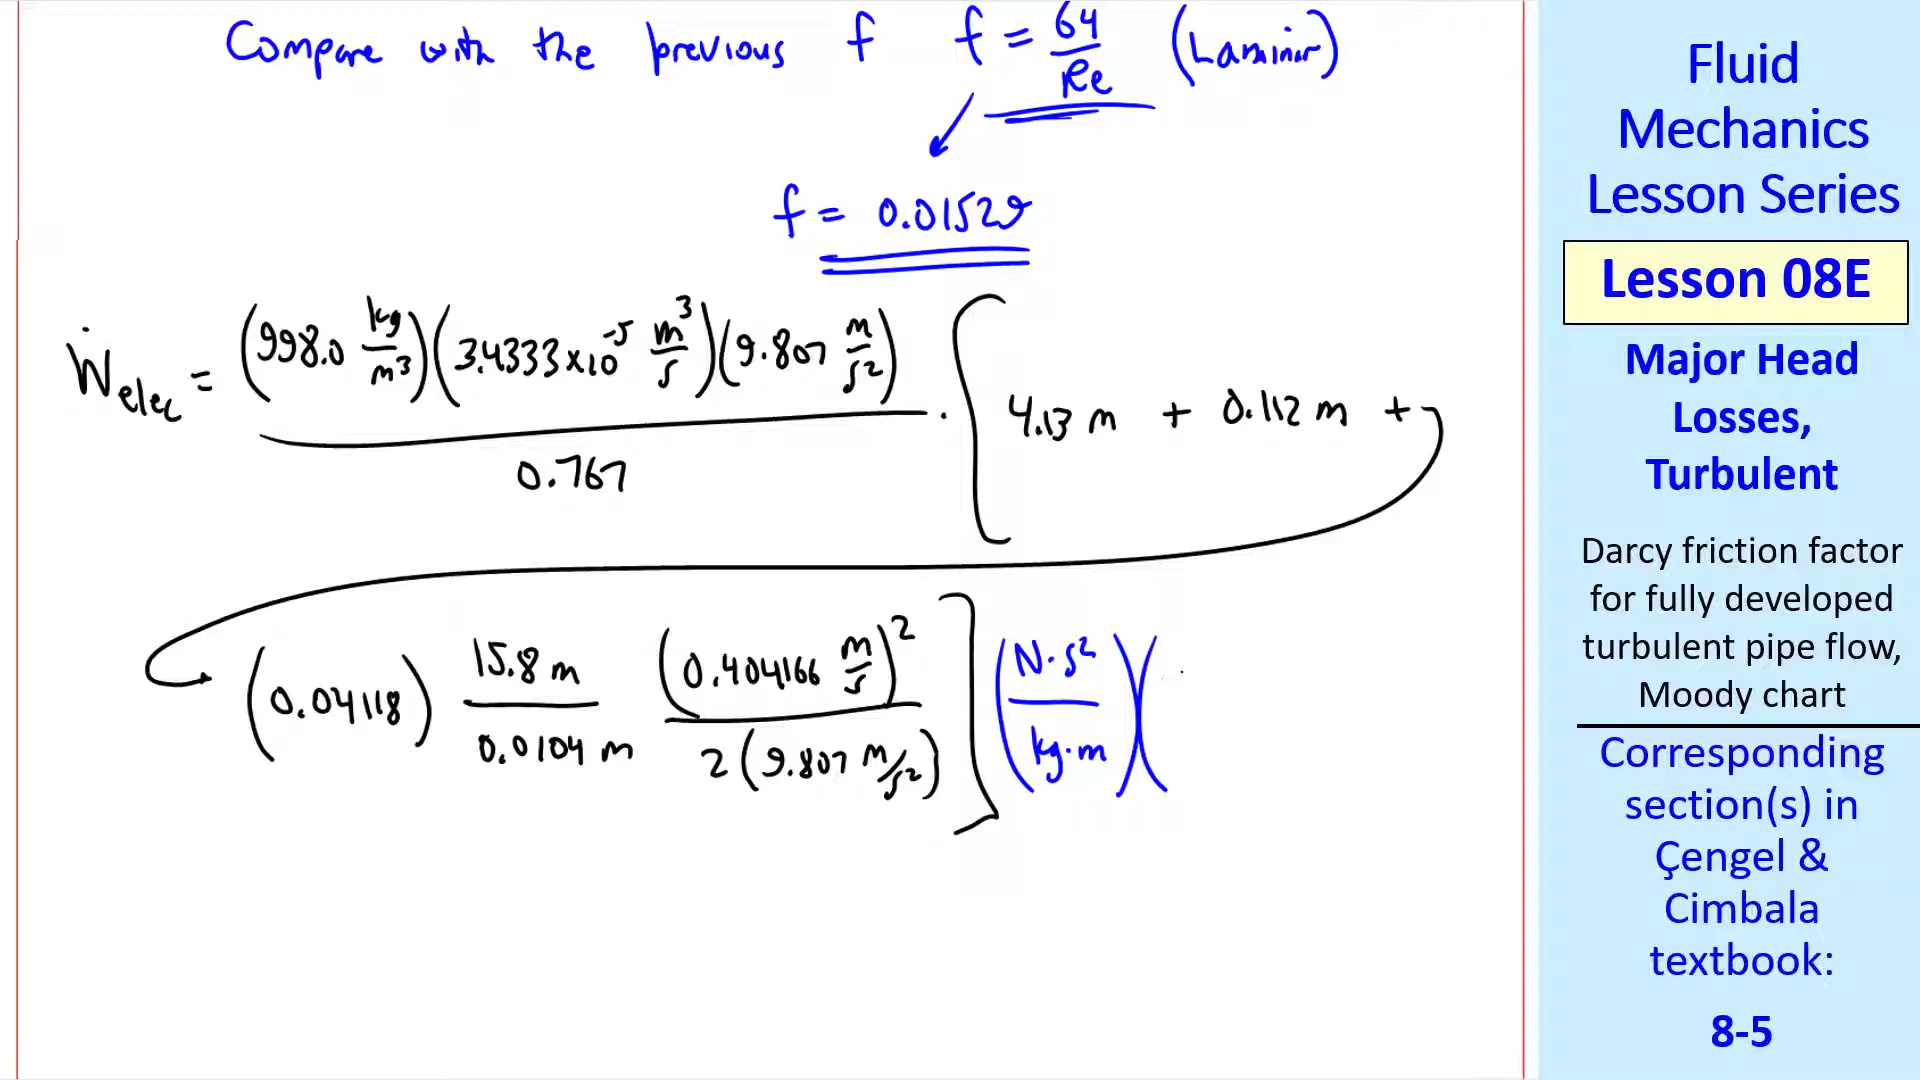 Compare with the previous f f = 64/Re (Laminar)
f = 0.01529
Ẇelec = (998.0 kg/m³)(3.4333×10⁻⁵ m³/s)(9.807 m/s²) / 0.767 · [4.13 m + 0.112 m +
(0.04118) 15.8 m / 0.0104 m (0.404166 m/s)² / 2(9.807 m/s²)] (N·s² / kg·m)(
Fluid
Mechanics
Lesson Series
Lesson 08E
Major Head
Losses,
Turbulent
Darcy friction factor
for fully developed
turbulent pipe flow,
Moody chart
Corresponding
section(s) in
Çengel &
Cimbala
textbook:
8-5